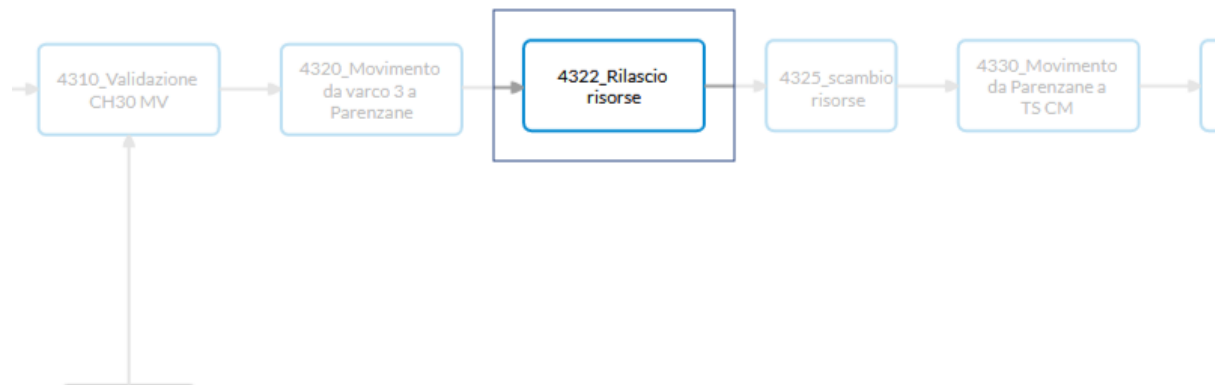 4310_Validazione
CH30 MV
4320_Movimento
da varco 3 a
Parenzane
4322_Rilascio
risorse
4325_scambio
risorse
4330_Movimento
da Parenzane a
TS CM